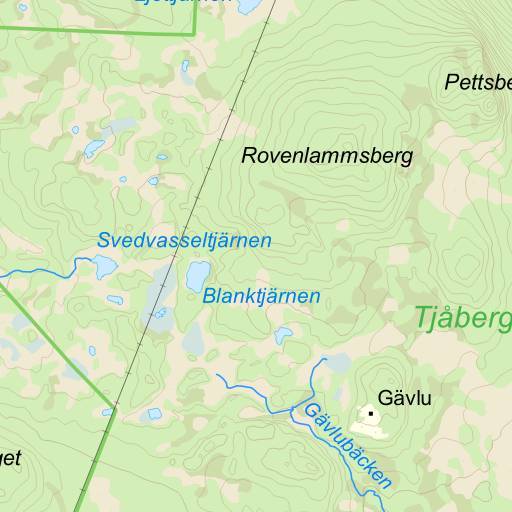 Pettsbe
Rovenlammsberg
Svedvasseltjärnen
Blanktjärnen
Tjåberg
Gävlu
Gävlubäcken
get